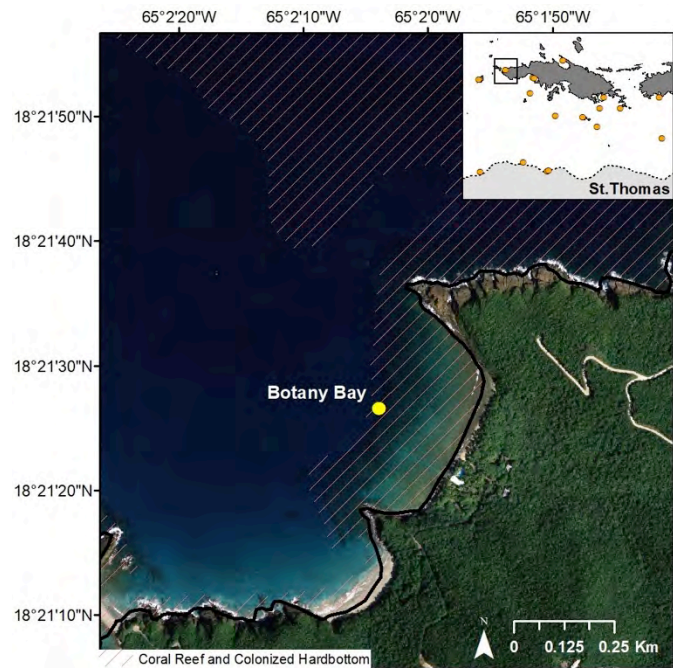 65°2'20"W 65°2'10"W 65°2'0"W 65°1'50"W
18°21'50"N
18°21'40"N
18°21'30"N
18°21'20"N
18°21'10"N
St.Thomas
Botany Bay
N
0 0.125 0.25 Km
Coral Reef and Colonized Hardbottom